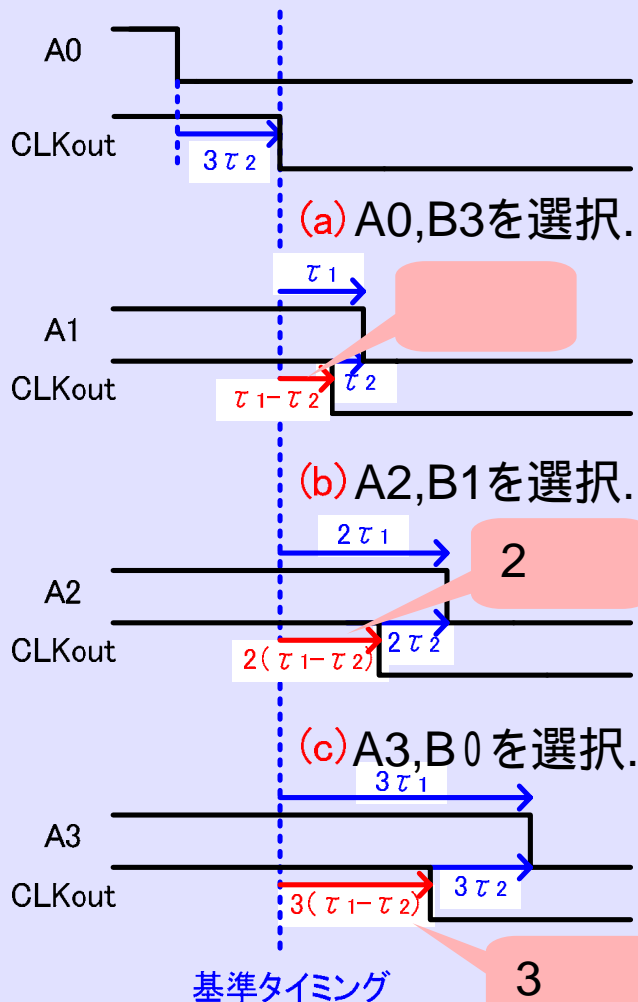 A0
CLKout
3τ2
(a) A0,B3を選択.
τ1
A1
CLKout
τ2
τ1-τ2
(b) A2,B1を選択.
2τ1
2
A2
CLKout
2τ2
2(τ1-τ2)
(c) A3,B0を選択.
3τ1
A3
CLKout
3τ2
3(τ1-τ2)
基準タイミング
3